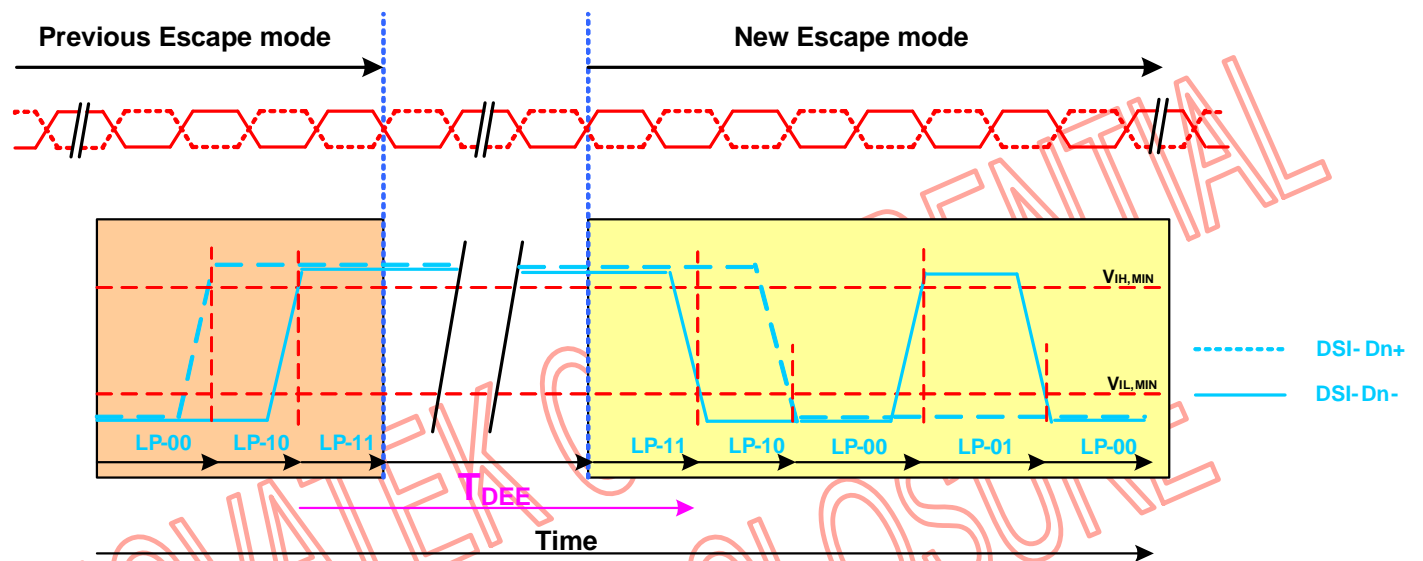 Previous Escape mode
New Escape mode
VIH,MIN
VIL,MIN
DSI-Dn+
DSI-Dn-
LP-00
LP-10
LP-11
LP-11
LP-10
LP-00
LP-01
LP-00
TDEE
Time